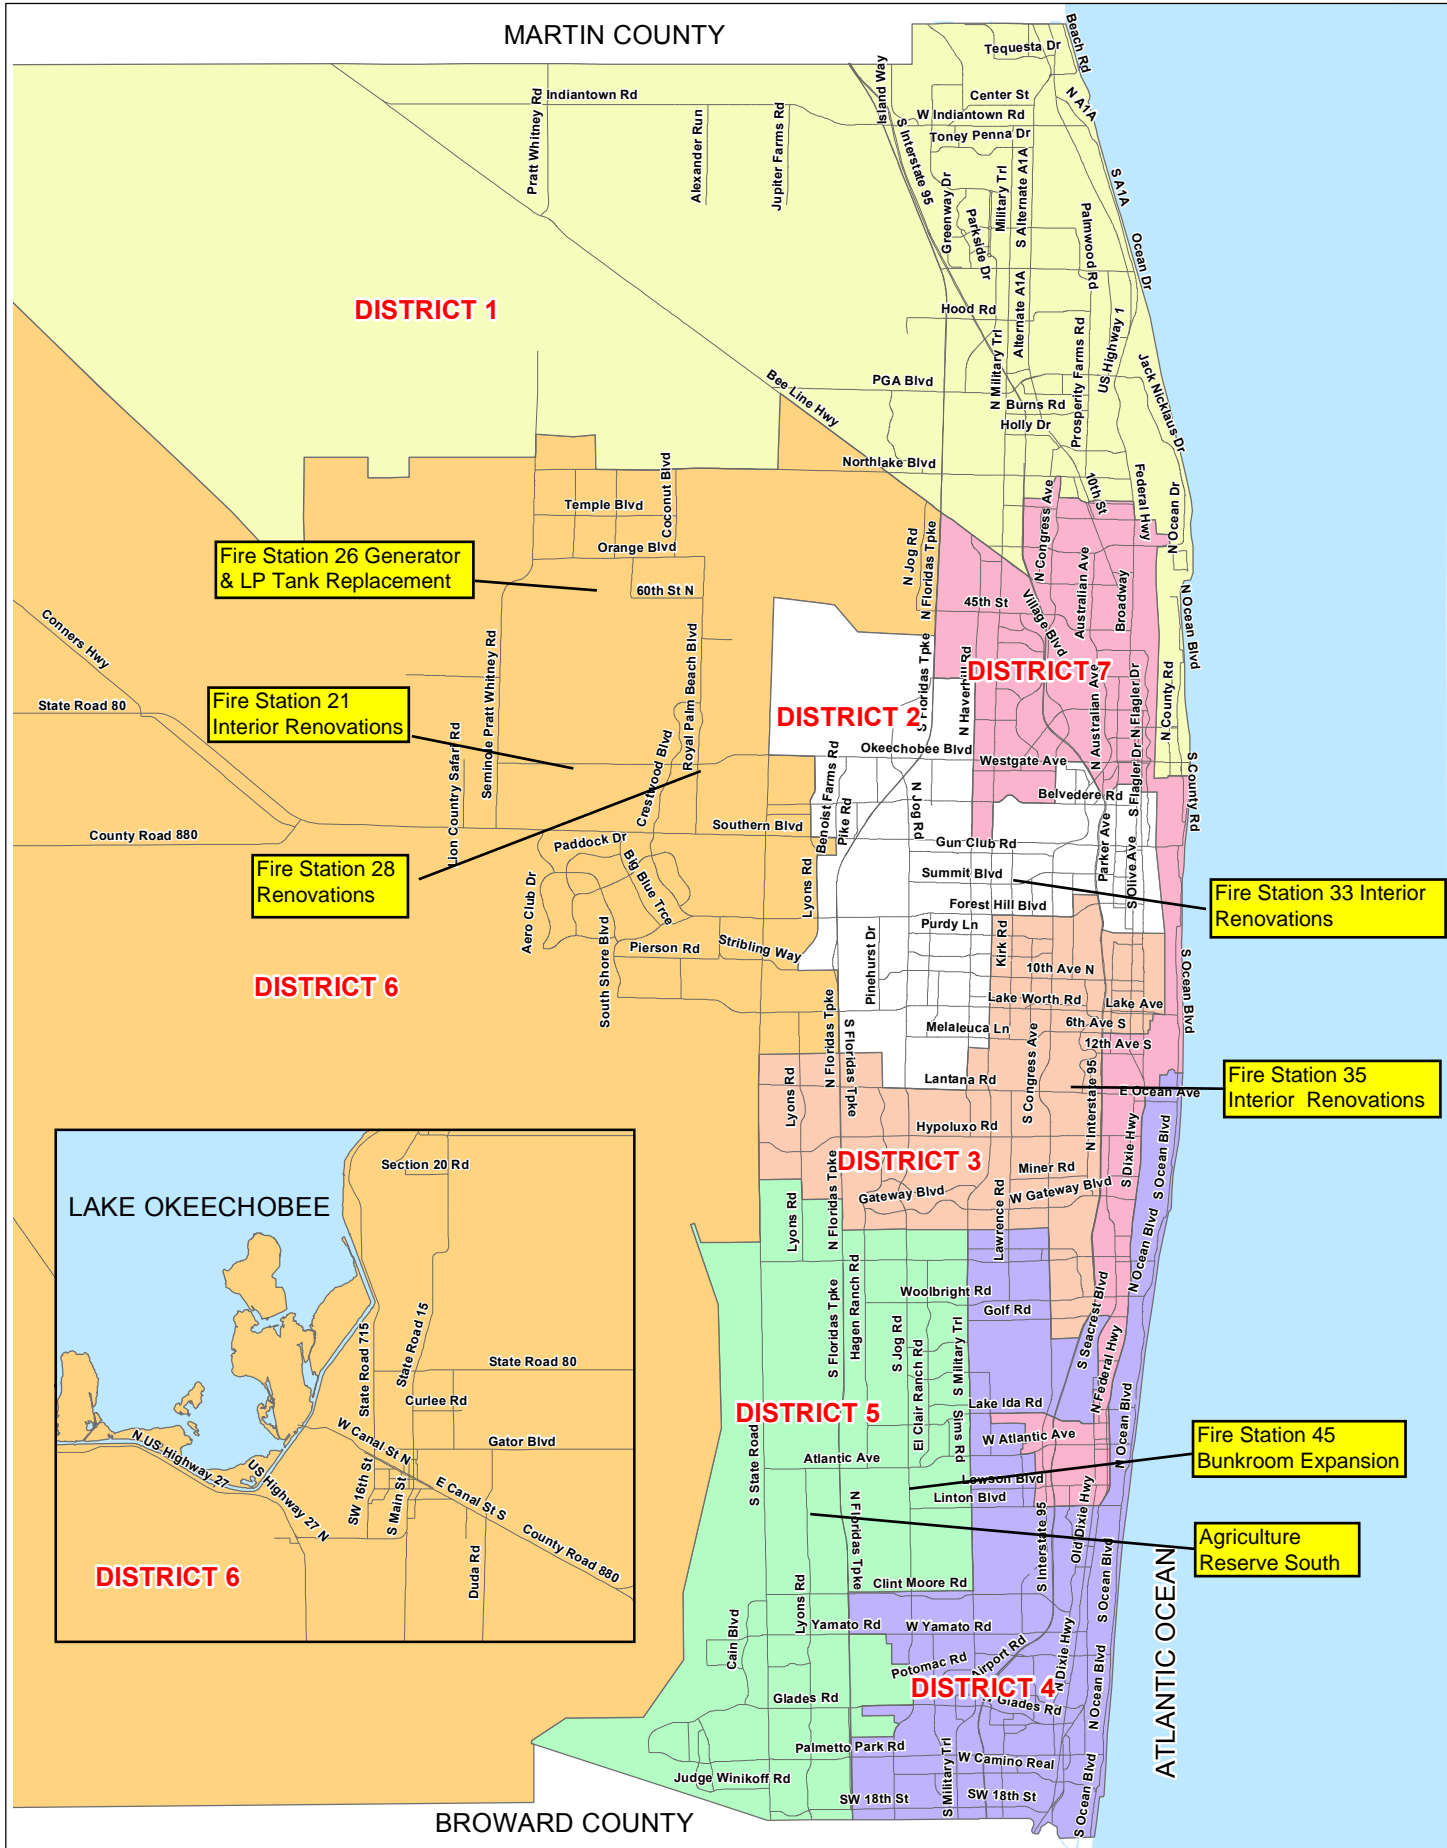 MARTIN COUNTY
Beach Rd
Tequesta Dr
Island Way
Pratt Whitney Rd
Indiantown Rd
Center St
N A1A
W Indiantown Rd
Alexander Run
Jupiter Farms Rd
S Interstate 95
Toney Penna Dr
Greenway Dr
Parkside Dr
Military Trl
S Alternate A1A
S A1A
Palmwood Rd
Ocean Dr
DISTRICT 1
Hood Rd
N Military Trl
Alternate A1A
Prosperity Farms Rd
US Highway 1
Jack Nicklaus Dr
Bee Line Hwy
PGA Blvd
Burns Rd
Holly Dr
Northlake Blvd
Coconut Blvd
Temple Blvd
10th St
Federal Hwy
N Ocean Dr
N Congress Ave
Orange Blvd
N Jog Rd
N Floridas Tpke
Fire Station 26 Generator
& LP Tank Replacement
60th St N
45th St
Village Blvd
Australian Ave
Broadway
N Ocean Blvd
Conners Hwy
Seminole Pratt Whitney Rd
Royal Palm Beach Blvd
S Floridas Tpke
N Haverhill Rd
DISTRICT 7
N Australian Ave
N Flagler Dr
N County Rd
State Road 80
Fire Station 21
Interior Renovations
DISTRICT 2
Lion Country Safari Rd
Crestwood Blvd
Okeechobee Blvd
Westgate Ave
Benoist Farms Rd
Pike Rd
N Jog Rd
Belvedere Rd
S Flagler Dr
S County Rd
County Road 880
Southern Blvd
Paddock Dr
Gun Club Rd
Parker Ave
Big Blue Trce
Fire Station 28
Renovations
Lyons Rd
Summit Blvd
S Olive Ave
Fire Station 33 Interior
Renovations
Forest Hill Blvd
Aero Club Dr
South Shore Blvd
Pierson Rd
Stribling Way
Pinehurst Dr
Purdy Ln
Kirk Rd
10th Ave N
S Ocean Blvd
DISTRICT 6
Lake Worth Rd
Lake Ave
N Floridas Tpke
S Floridas Tpke
Melaleuca Ln
6th Ave S
12th Ave S
S Congress Ave
N Interstate 95
Lyons Rd
Lantana Rd
E Ocean Ave
Fire Station 35
Interior  Renovations
Hypoluxo Rd
S Dixie Hwy
S Ocean Blvd
DISTRICT 3
Miner Rd
Gateway Blvd
W Gateway Blvd
Lyons Rd
N Floridas Tpke
Lawrence Rd
N Ocean Blvd
Section 20 Rd
LAKE OKEECHOBEE
State Road 715
State Road 15
State Road 80
Curlee Rd
W Canal St N
Gator Blvd
N US Highway 27
US Highway 27 N
SW 16th St
S Main St
E Canal St S
County Road 880
Duda Rd
DISTRICT 6
S Floridas Tpke
Hagen Ranch Rd
Woolbright Rd
Golf Rd
S Seacrest Blvd
S Jog Rd
El Clair Ranch Rd
S Military Trl
N Federal Hwy
N Ocean Blvd
DISTRICT 5
Lake Ida Rd
Sims Rd
W Atlantic Ave
S State Road
Atlantic Ave
Fire Station 45
Bunkroom Expansion
Lowson Blvd
Linton Blvd
N Floridas Tpke
S Interstate 95
Old Dixie Hwy
Agriculture
Reserve South
S Ocean Blvd
Clint Moore Rd
Lyons Rd
Yamato Rd
W Yamato Rd
Cain Blvd
Potomac Rd
Airport Rd
N Dixie Hwy
ATLANTIC OCEAN
DISTRICT 4
Glades Rd
W Glades Rd
N Ocean Blvd
Palmetto Park Rd
W Camino Real
Judge Winikoff Rd
S Military Trl
SW 18th St
SW 18th St
S Ocean Blvd
BROWARD COUNTY